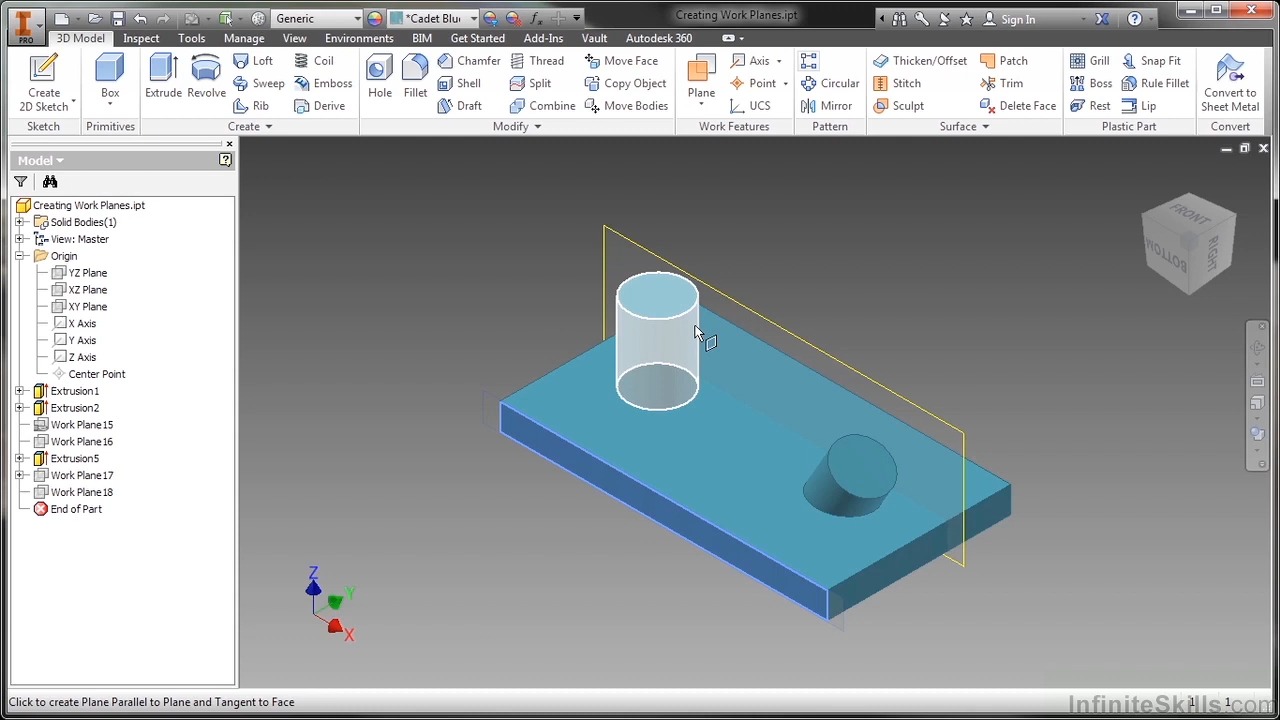 PRO
Generic
*Cadet Blu
Creating Work Planes.ipt
Sign In
3D Model Inspect Tools Manage View Environments BIM Get Started Add-Ins Vault Autodesk 360
Create 2D Sketch
Box
Extrude
Revolve
Loft
Coil
Sweep
Emboss
Rib
Derive
Hole
Fillet
Chamfer
Thread
Move Face
Shell
Split
Copy Object
Draft
Combine
Move Bodies
Plane
Axis
Point
UCS
Circular
Mirror
Thicken/Offset
Patch
Stitch
Trim
Sculpt
Delete Face
Grill
Snap Fit
Boss
Rule Fillet
Rest
Lip
Convert to Sheet Metal
Sketch Primitives Create Modify Work Features Pattern Surface Plastic Part Convert
Model
Creating Work Planes.ipt
Solid Bodies(1)
View: Master
Origin
YZ Plane
XZ Plane
XY Plane
X Axis
Y Axis
Z Axis
Center Point
Extrusion1
Extrusion2
Work Plane15
Work Plane16
Extrusion5
Work Plane17
Work Plane18
End of Part
FRONT
BOTTOM
RIGHT
Z
Y
X
Click to create Plane Parallel to Plane and Tangent to Face
1 1
InfiniteSkills.com